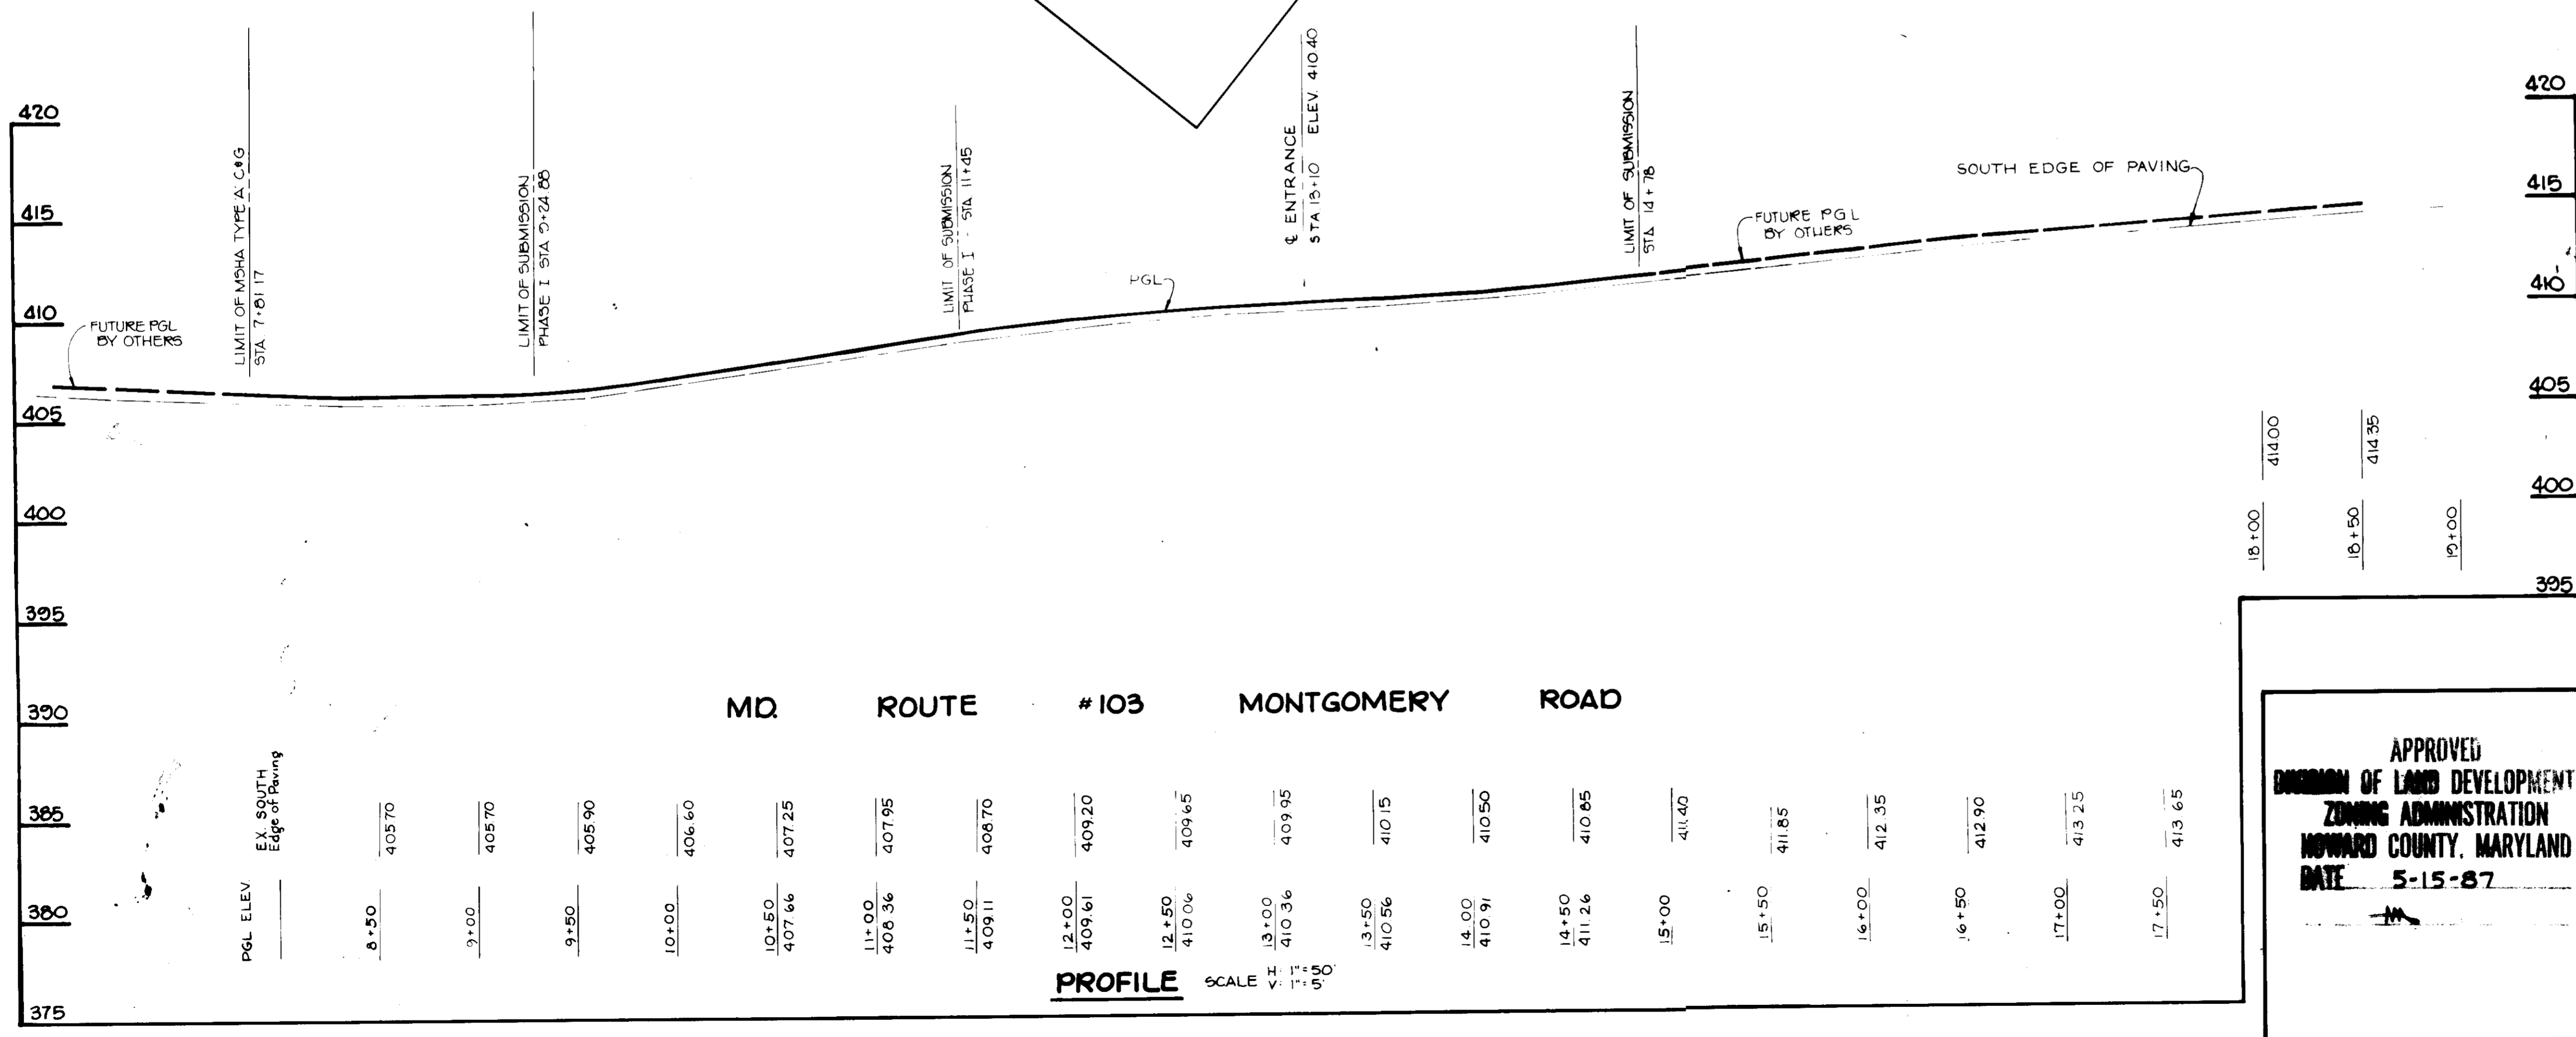 420
415
410
405
400
395
390
385
380
375
LIMIT OF MSHA TYPE 'A' C&G
STA 7+81 17
LIMIT OF SUBMISSION
PHASE I STA 9+24.88
LIMIT OF SUBMISSION
PHASE I - STA 11+45
℄ ENTRANCE
STA 13+10 ELEV. 410.40
LIMIT OF SUBMISSION
STA 14+78
FUTURE PGL
BY OTHERS
PGL
FUTURE PGL
BY OTHERS
SOUTH EDGE OF PAVING
420
415
410
405
400
395
414.00
414.35
18+00
18+50
19+00
MD. ROUTE #103 MONTGOMERY ROAD
EX. SOUTH
Edge of Paving
405.70
405.70
405.90
406.60
407.25
407.95
408.70
409.20
409.65
409.95
410.15
410.50
410.85
411.40
411.85
412.35
412.90
413.25
413.65
PGL ELEV.
8+50
9+00
9+50
10+00
10+50
407.66
11+00
408.36
11+50
409.11
12+00
409.61
12+50
410.06
13+00
410.36
13+50
410.56
14.00
410.91
14+50
411.26
15+00
15+50
16+00
16+50
17+00
17+50
PROFILE SCALE H: 1"=50'
V: 1"=5'
APPROVED
DIVISION OF LAND DEVELOPMENT
ZONING ADMINISTRATION
HOWARD COUNTY, MARYLAND
DATE 5-15-87